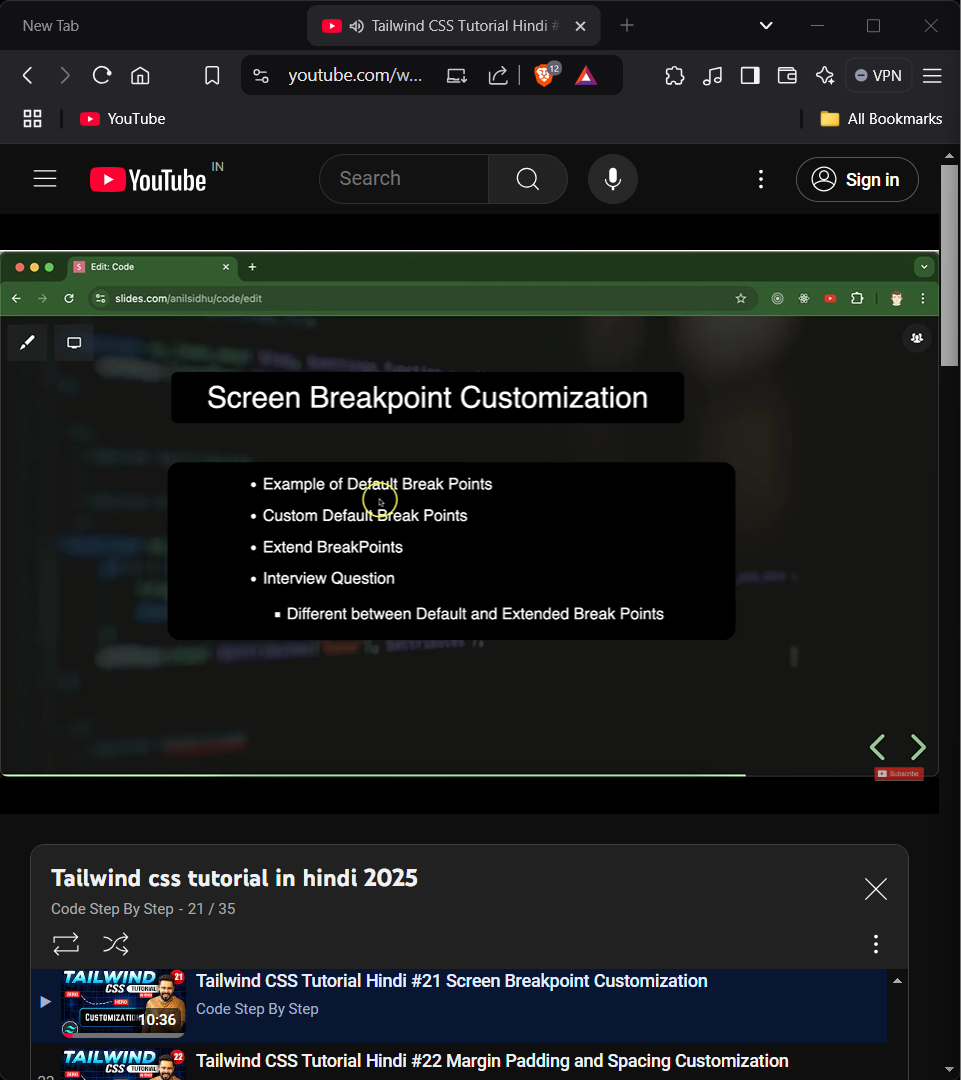 New Tab
Tailwind CSS Tutorial Hindi #
youtube.com/w...
12
VPN
YouTube
All Bookmarks
YouTube IN
Search
Sign in
S Edit: Code
slides.com/anilsidhu/code/edit
Screen Breakpoint Customization
• Example of Default Break Points
• Custom Default Break Points
• Extend BreakPoints
• Interview Question
▪ Different between Default and Extended Break Points
Subscribe
Tailwind css tutorial in hindi 2025
Code Step By Step - 21 / 35
TAILWIND 21
CSS TUTORIAL
ZERO
HERO
CUSTOMIZATIO
10:36
Tailwind CSS Tutorial Hindi #21 Screen Breakpoint Customization
Code Step By Step
TAILWIND 22
CSS TUTORIAL
Tailwind CSS Tutorial Hindi #22 Margin Padding and Spacing Customization